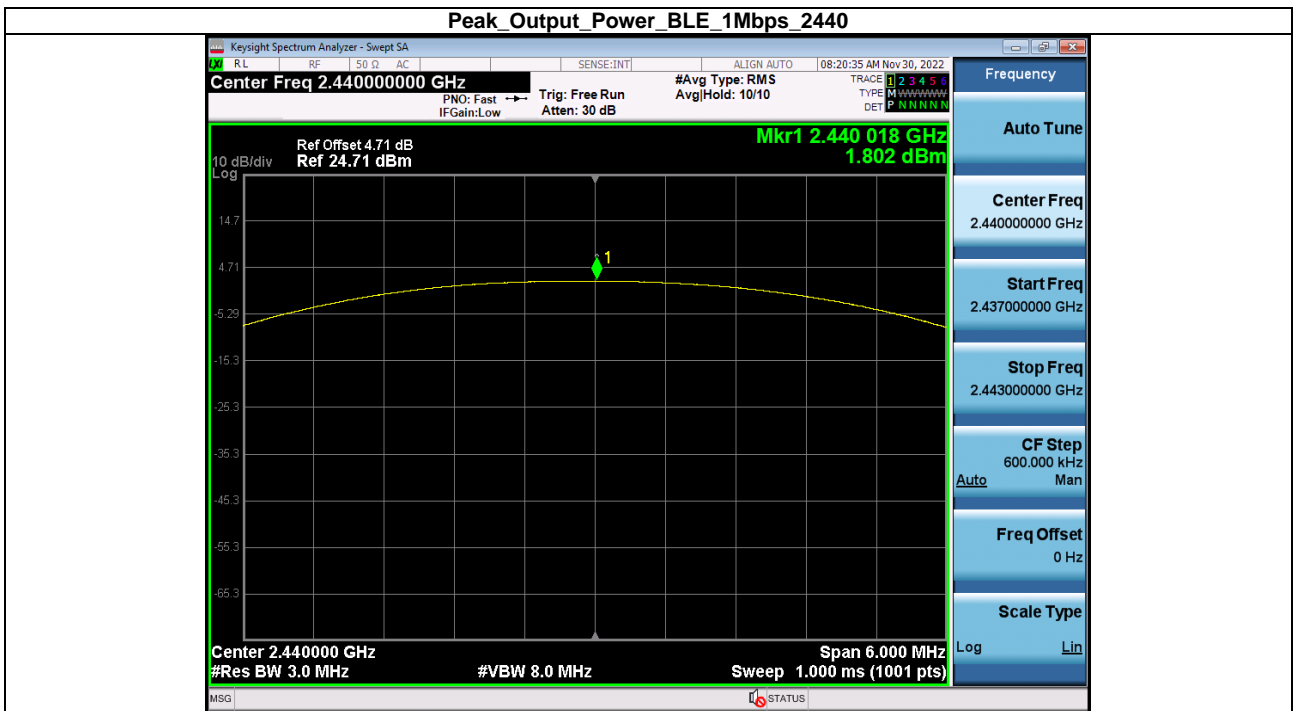 Peak_Output_Power_BLE_1Mbps_2440
Keysight Spectrum Analyzer - Swept SA
LXI RL RF 50 Ω AC SENSE:INT ALIGN AUTO 08:20:35 AM Nov 30, 2022
Center Freq 2.440000000 GHz
PNO: Fast
IFGain:Low
Trig: Free Run
Atten: 30 dB
#Avg Type: RMS
Avg|Hold: 10/10
TRACE 1 2 3 4 5 6
TYPE M WWWWW
DET P N N N N N
Mkr1 2.440 018 GHz
1.802 dBm
Ref Offset 4.71 dB
10 dB/div Ref 24.71 dBm
Log
14.7
4.71
-5.29
-15.3
-25.3
-35.3
-45.3
-55.3
-65.3
1
Center 2.440000 GHz Span 6.000 MHz
#Res BW 3.0 MHz #VBW 8.0 MHz Sweep 1.000 ms (1001 pts)
MSG STATUS
Frequency
Auto Tune
Center Freq
2.440000000 GHz
Start Freq
2.437000000 GHz
Stop Freq
2.443000000 GHz
CF Step
600.000 kHz
Auto Man
Freq Offset
0 Hz
Scale Type
Log Lin